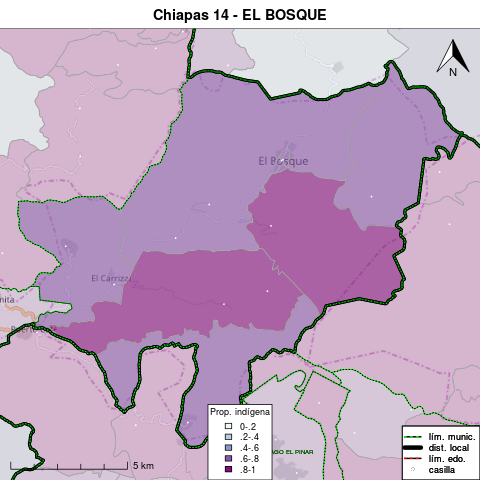 Chiapas 14 - EL BOSQUE
N
El Bosque
El Carrizal
Prop. indígena
0-.2
.2-.4
.4-.6
.6-.8
.8-1
AGO EL PINAR
lím. munic.
dist. local
lím. edo.
casilla
5 km